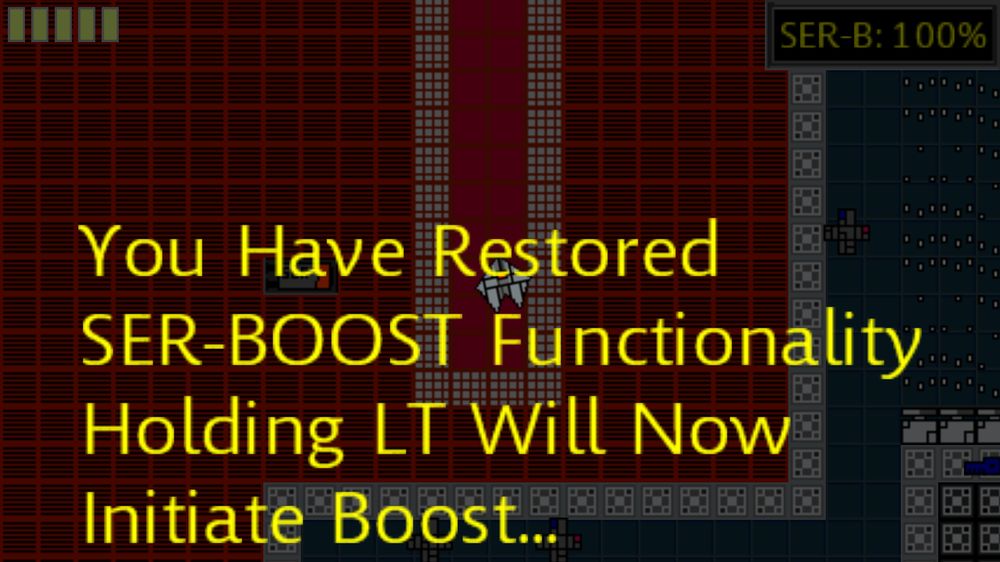 SER-B: 100%
You Have Restored
SER-BOOST Functionality
Holding LT Will Now
Initiate Boost...